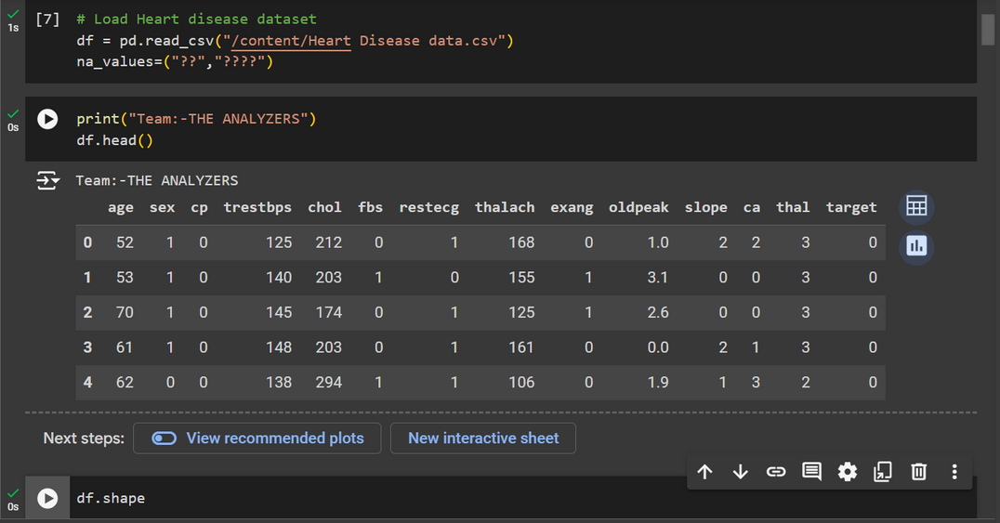 1s
[7] # Load Heart disease dataset
df = pd.read_csv("/content/Heart Disease data.csv")
na_values=("??","????")
0s
print("Team:-THE ANALYZERS")
df.head()
Team:-THE ANALYZERS
age sex cp trestbps chol fbs restecg thalach exang oldpeak slope ca thal target
0 52 1 0 125 212 0 1 168 0 1.0 2 2 3 0
1 53 1 0 140 203 1 0 155 1 3.1 0 0 3 0
2 70 1 0 145 174 0 1 125 1 2.6 0 0 3 0
3 61 1 0 148 203 0 1 161 0 0.0 2 1 3 0
4 62 0 0 138 294 1 1 106 0 1.9 1 3 2 0
Next steps: View recommended plots New interactive sheet
0s
df.shape